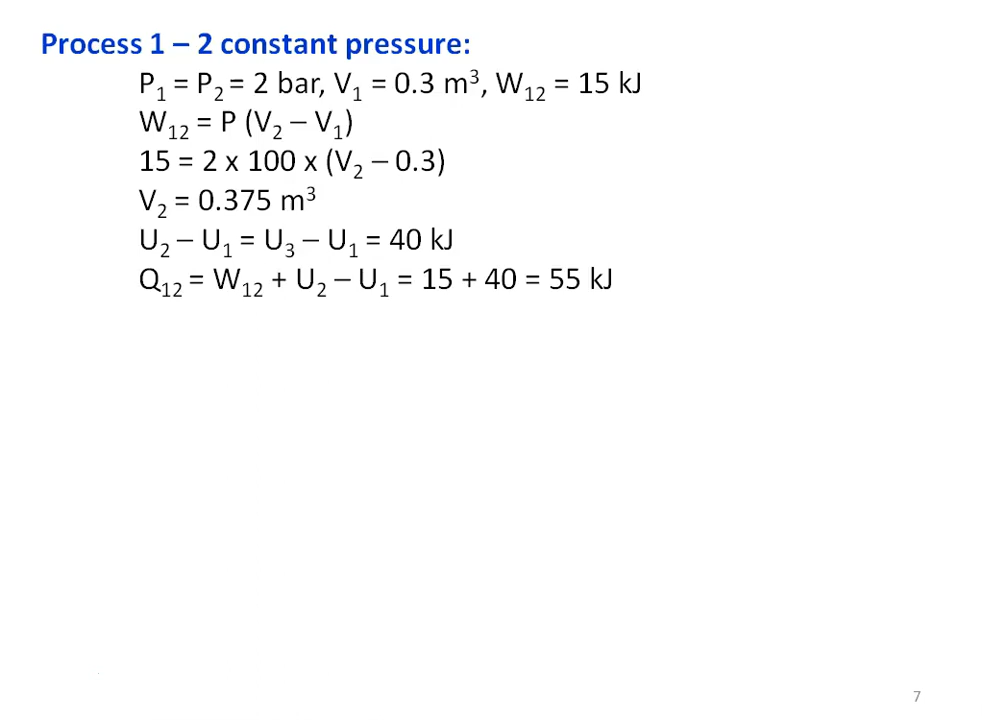 Process 1 – 2 constant pressure:
P₁ = P₂ = 2 bar, V₁ = 0.3 m³, W₁₂ = 15 kJ
W₁₂ = P (V₂ – V₁)
15 = 2 x 100 x (V₂ – 0.3)
V₂ = 0.375 m³
U₂ – U₁ = U₃ – U₁ = 40 kJ
Q₁₂ = W₁₂ + U₂ – U₁ = 15 + 40 = 55 kJ
7